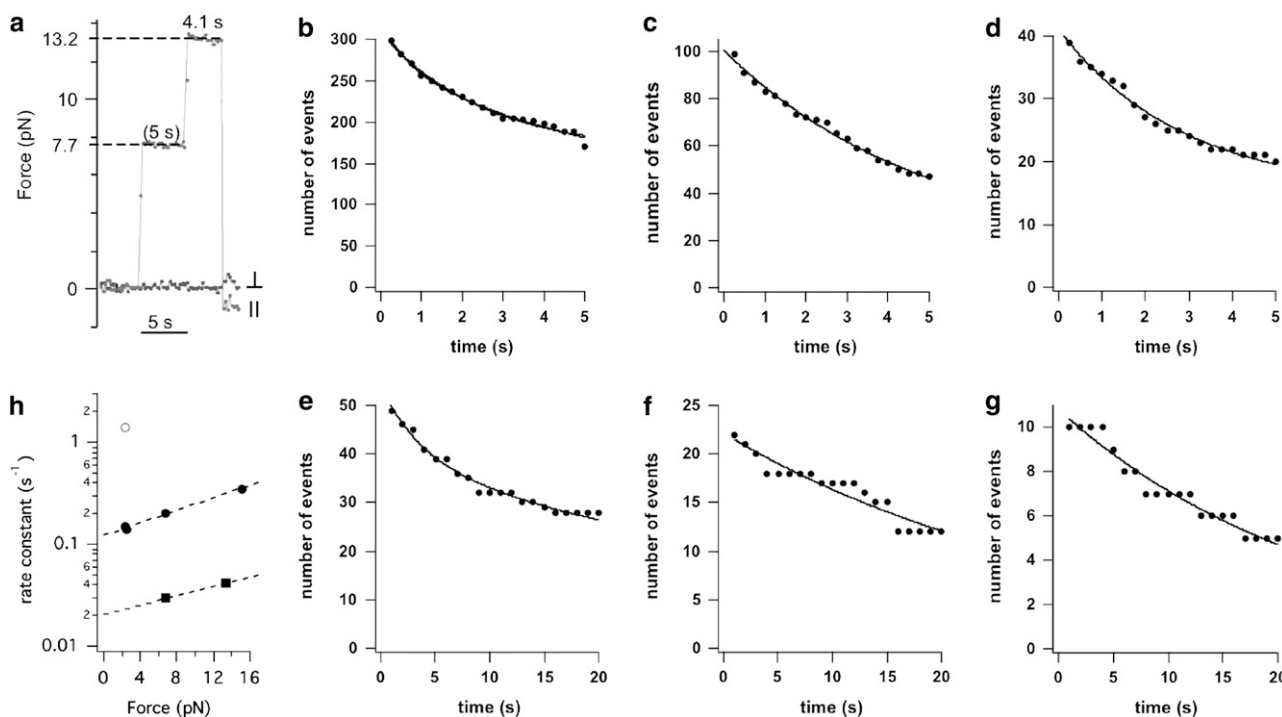 a
4.1 s
13.2
10
(5 s)
7.7
0
Force (pN)
⊥
||
5 s
b
300
250
200
150
100
50
0
number of events
0 1 2 3 4 5
time (s)
c
100
80
60
40
20
0
number of events
0 1 2 3 4 5
time (s)
d
40
30
20
10
0
number of events
0 1 2 3 4 5
time (s)
h
2
1
6
4
2
0.1
6
4
2
0.01
rate constant (s⁻¹)
0 4 8 12 16
Force (pN)
e
50
40
30
20
10
0
number of events
0 5 10 15 20
time (s)
f
25
20
15
10
5
0
number of events
0 5 10 15 20
time (s)
g
10
8
6
4
2
0
number of events
0 5 10 15 20
time (s)